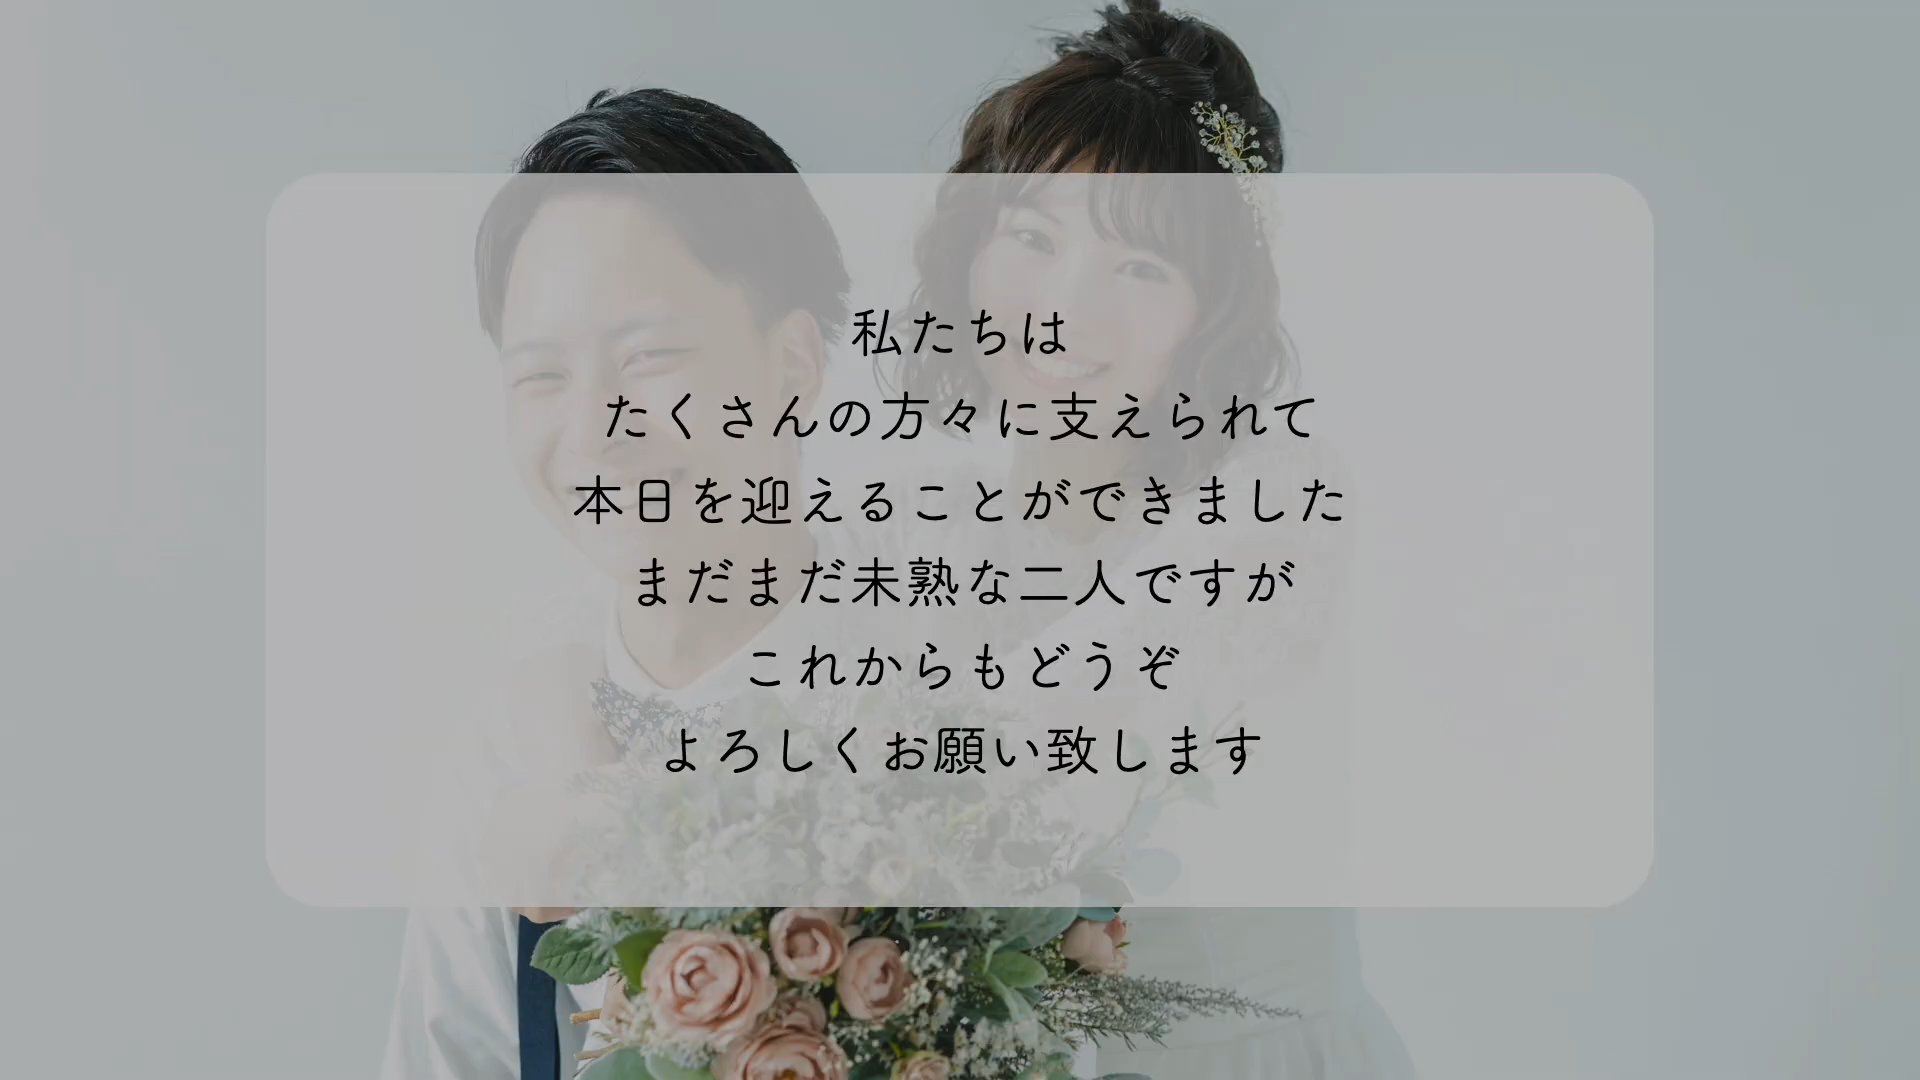 私たちは
たくさんの方々に支えられて
本日を迎えることができました
まだまだ未熟な二人ですが
これからもどうぞ
よろしくお願い致します